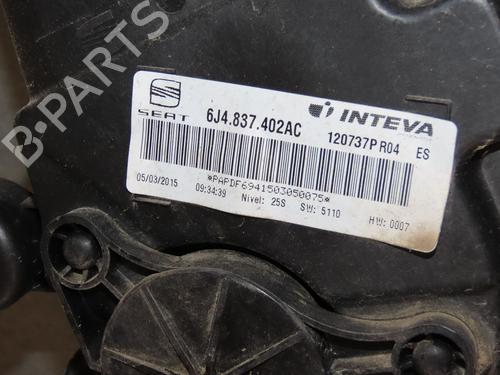 B-PARTS
SEAT
6J4.837.402AC
INTEVA
120737P R04 ES
*PAPDF6941503050075*
05/03/2015 09:34:39 Nivel: 25S SW: 5110 HW: 0007